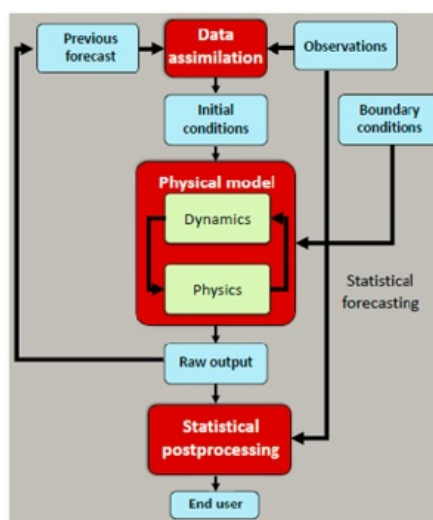 Previous
forecast
Data
assimilation
Observations
Initial
conditions
Boundary
conditions
Physical model
Dynamics
Physics
Statistical
forecasting
Raw output
Statistical
postprocessing
End user